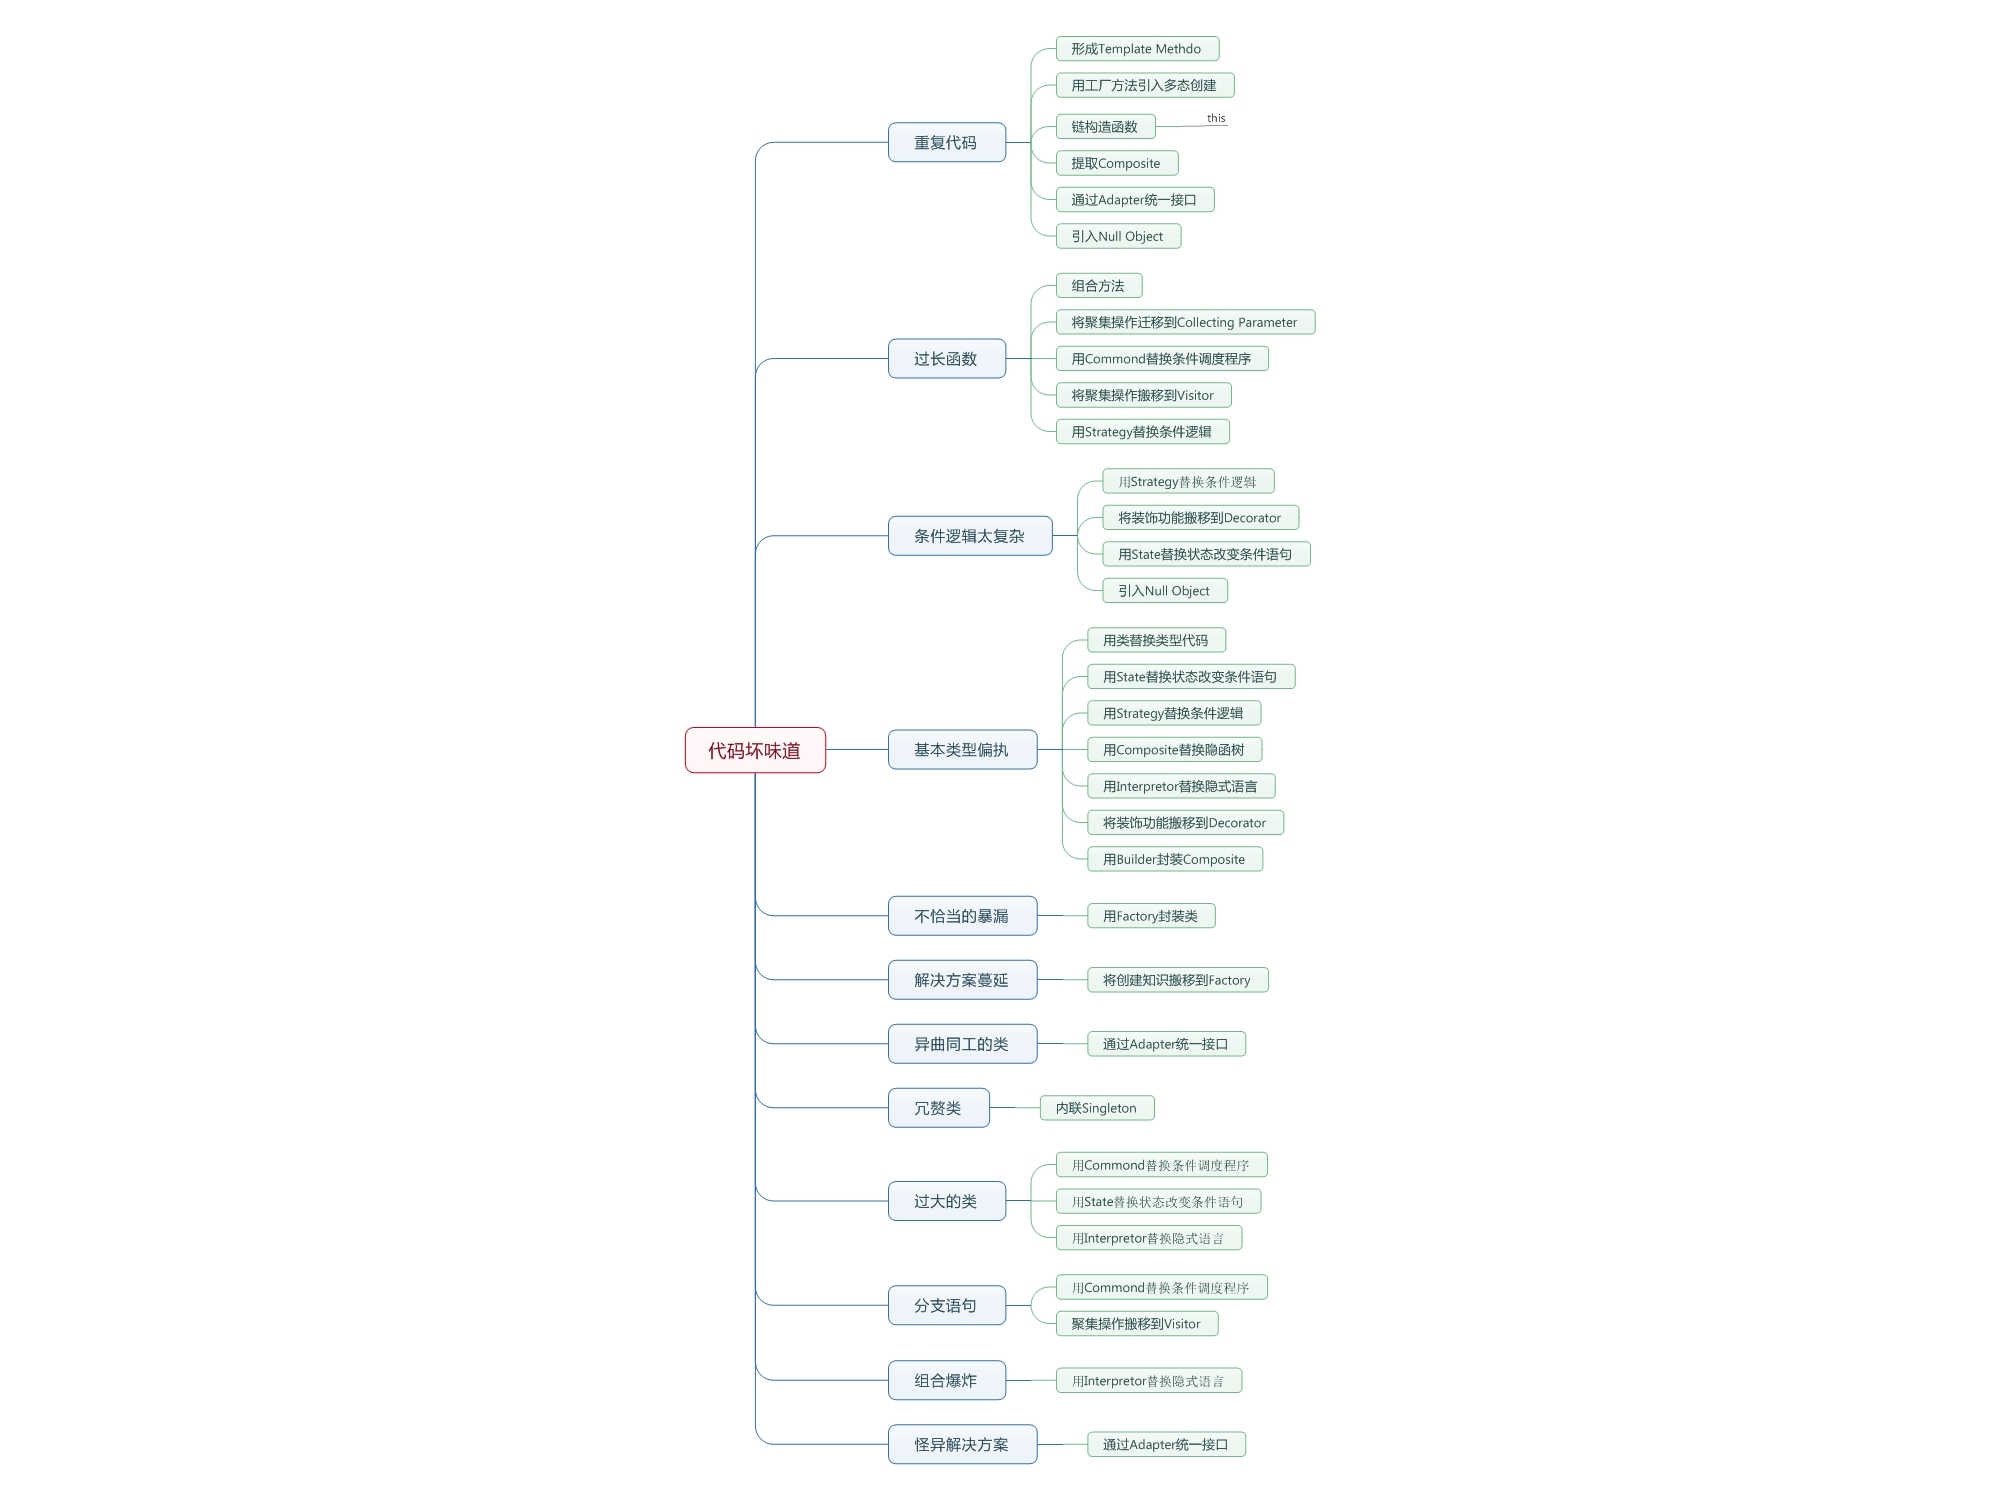 代码坏味道
重复代码
形成Template Methdo
用工厂方法引入多态创建
链构造函数
this
提取Composite
通过Adapter统一接口
引入Null Object
过长函数
组合方法
将聚集操作迁移到Collecting Parameter
用Commond替换条件调度程序
将聚集操作搬移到Visitor
用Strategy替换条件逻辑
条件逻辑太复杂
用Strategy替换条件逻辑
将装饰功能搬移到Decorator
用State替换状态改变条件语句
引入Null Object
基本类型偏执
用类替换类型代码
用State替换状态改变条件语句
用Strategy替换条件逻辑
用Composite替换隐函树
用Interpretor替换隐式语言
将装饰功能搬移到Decorator
用Builder封装Composite
不恰当的暴漏
用Factory封装类
解决方案蔓延
将创建知识搬移到Factory
异曲同工的类
通过Adapter统一接口
冗赘类
内联Singleton
过大的类
用Commond替换条件调度程序
用State替换状态改变条件语句
用Interpretor替换隐式语言
分支语句
用Commond替换条件调度程序
聚集操作搬移到Visitor
组合爆炸
用Interpretor替换隐式语言
怪异解决方案
通过Adapter统一接口